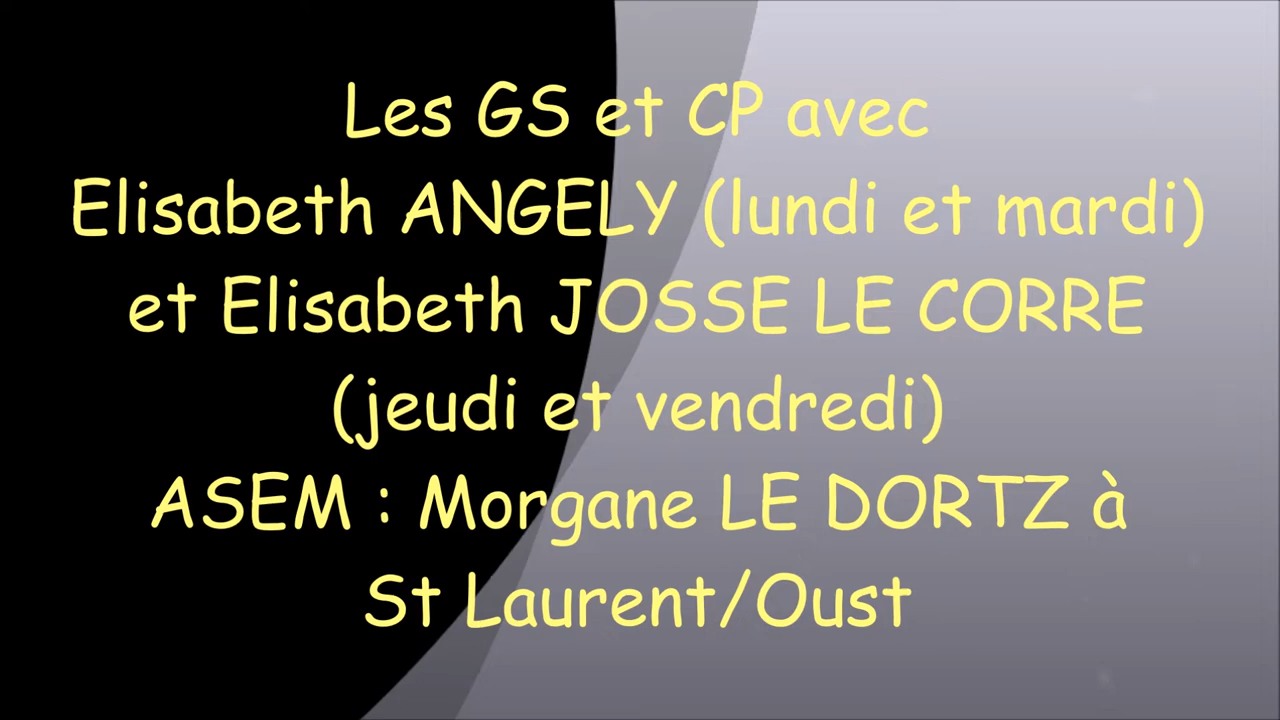 Les GS et CP avec
Elisabeth ANGELY (lundi et mardi)
et Elisabeth JOSSE LE CORRE
(jeudi et vendredi)
ASEM : Morgane LE DORTZ à
St Laurent/Oust